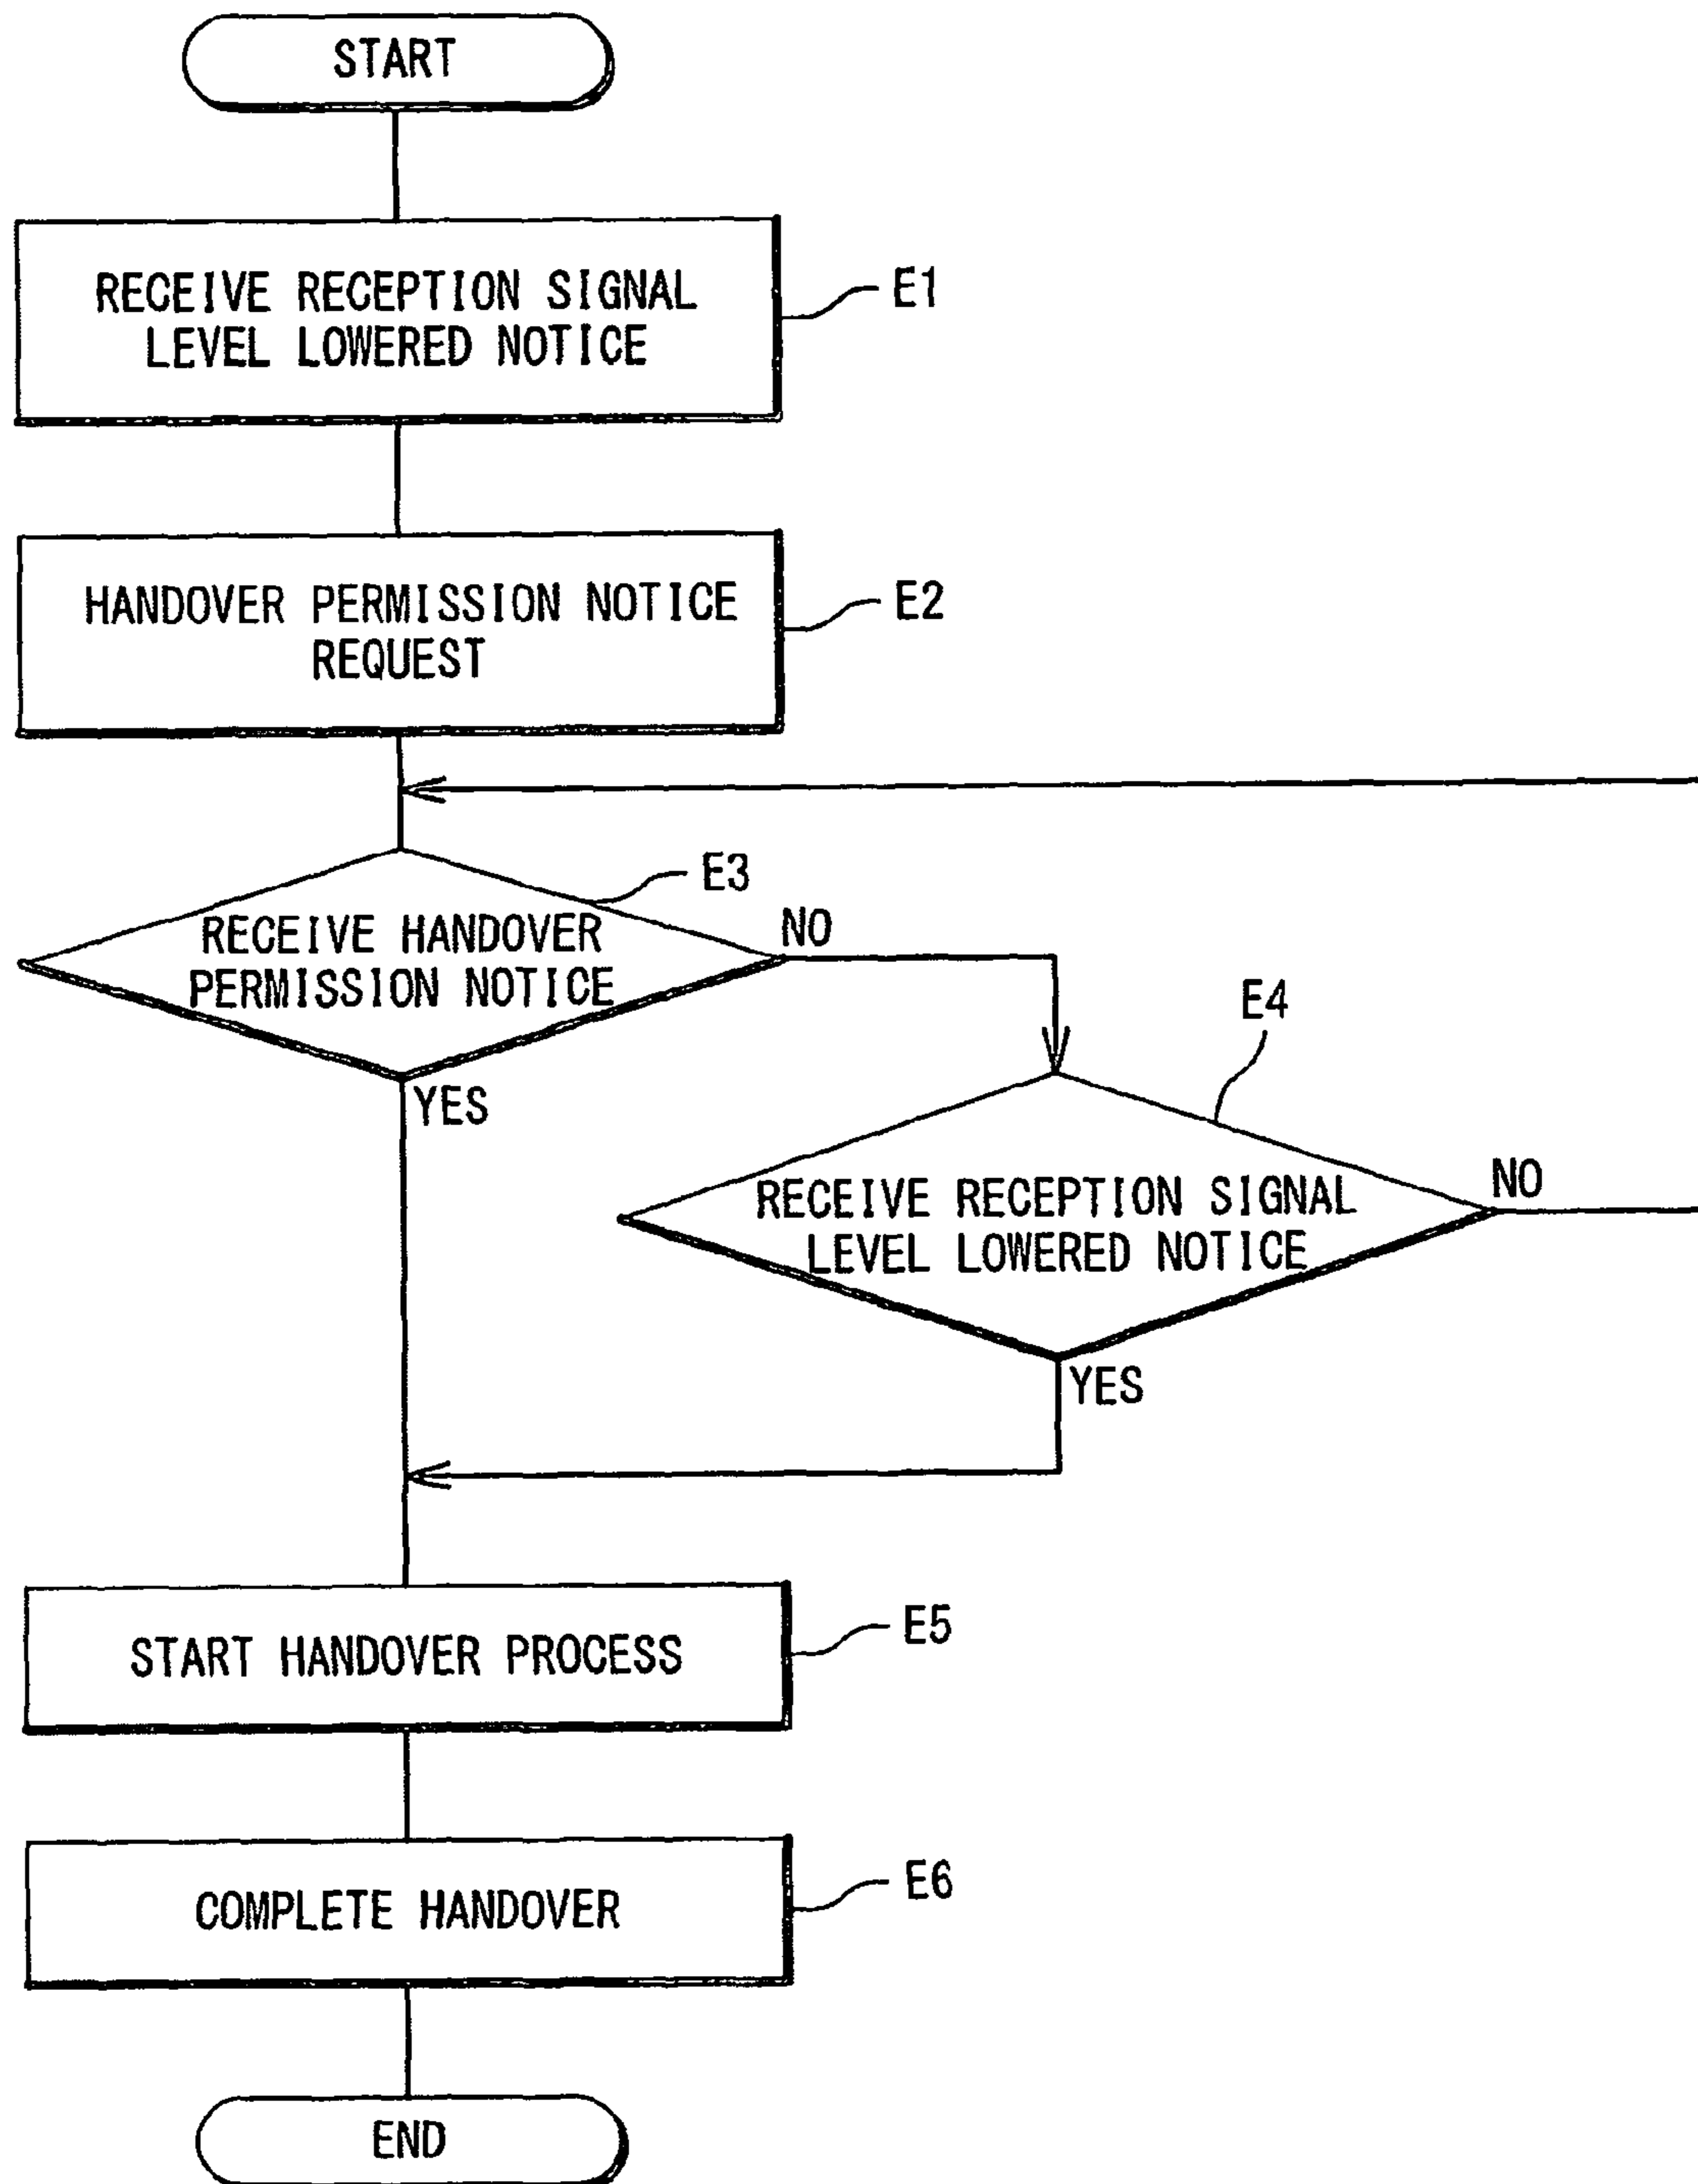 START
RECEIVE RECEPTION SIGNAL
LEVEL LOWERED NOTICE
E1
HANDOVER PERMISSION NOTICE
REQUEST
E2
E3
RECEIVE HANDOVER
PERMISSION NOTICE
NO
YES
E4
RECEIVE RECEPTION SIGNAL
LEVEL LOWERED NOTICE
NO
YES
START HANDOVER PROCESS
E5
COMPLETE HANDOVER
E6
END